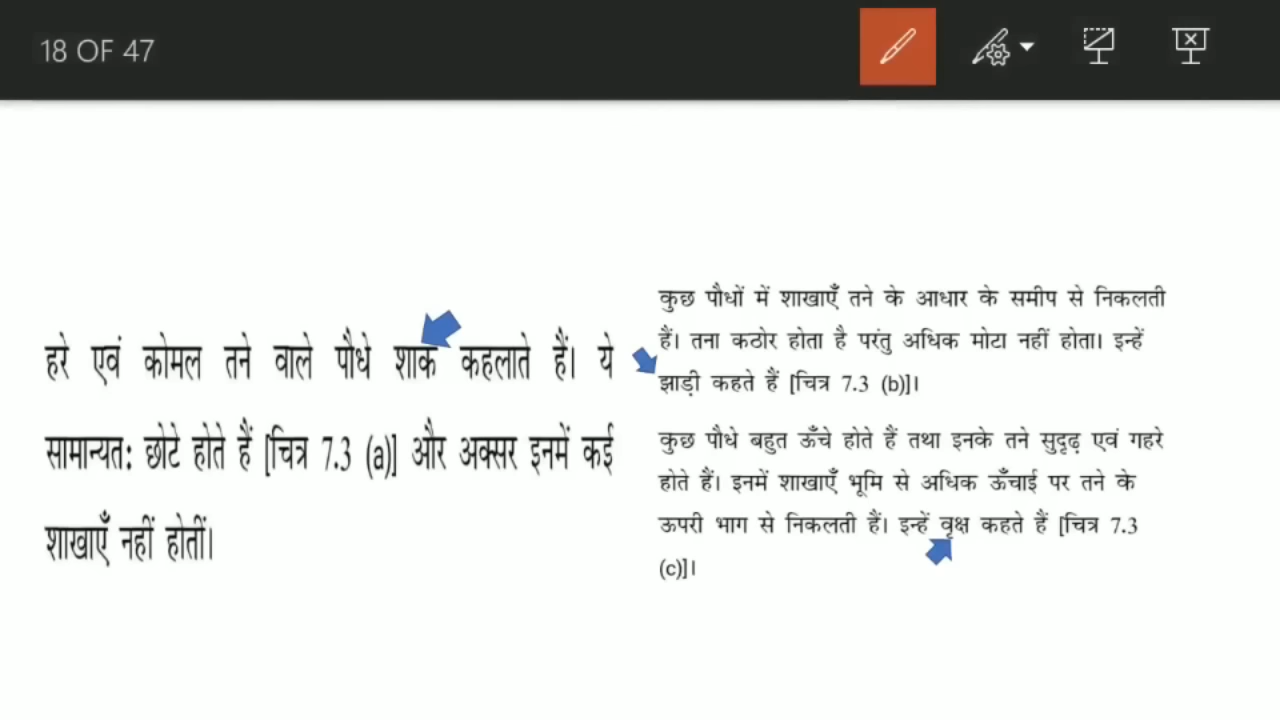 18 OF 47
हरे एवं कोमल तने वाले पौधे शाक कहलाते हैं। ये
सामान्यत: छोटे होते हैं [चित्र 7.3 (a)] और अक्सर इनमें कई
शाखाएँ नहीं होतीं।
कुछ पौधों में शाखाएँ तने के आधार के समीप से निकलती
हैं। तना कठोर होता है परंतु अधिक मोटा नहीं होता। इन्हें
झाड़ी कहते हैं [चित्र 7.3 (b)]।
कुछ पौधे बहुत ऊँचे होते हैं तथा इनके तने सुदृढ़ एवं गहरे
होते हैं। इनमें शाखाएँ भूमि से अधिक ऊँचाई पर तने के
ऊपरी भाग से निकलती हैं। इन्हें वृक्ष कहते हैं [चित्र 7.3
(c)]।